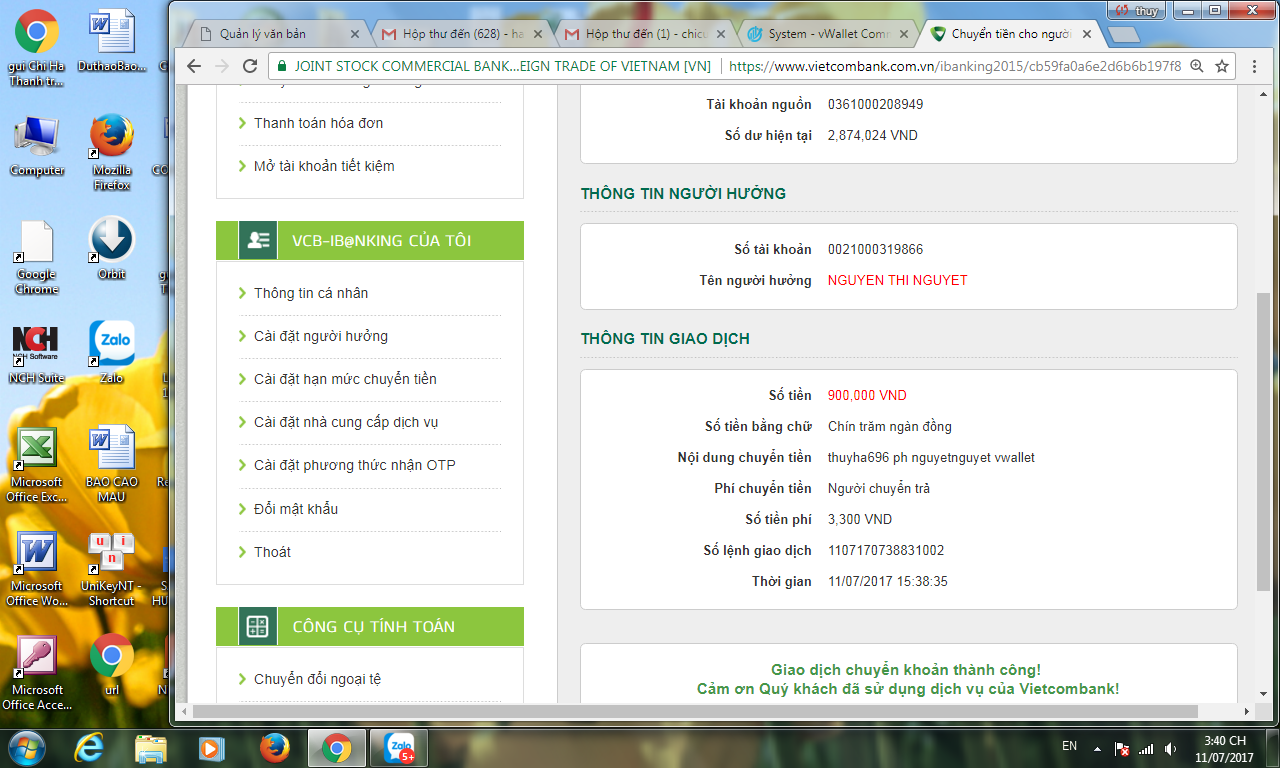 thuy
Quản lý văn bản
Hộp thư đến (628) - ha
Hộp thư đến (1) - chicu
System - vWallet Comm
Chuyển tiền cho người
JOINT STOCK COMMERCIAL BANK...EIGN TRADE OF VIETNAM [VN]
https://www.vietcombank.com.vn/ibanking2015/cb59fa0a6e2d6b6b197f8
gui Chi Ha
Thanh tr...
DuthaoBao...
Computer
Mozilla
Firefox
Google
Chrome
Orbit
NCH
NCH Software
NCH Suite
Zalo
Zalo
Microsoft
Office Exc...
BAO CAO
MAU
Microsoft
Office Wo...
u i n
UniKeyNT -
Shortcut
Microsoft
Office Acce...
url
Thanh toán hóa đơn
Mở tài khoản tiết kiệm
VCB-IB@NKING CỦA TÔI
Thông tin cá nhân
Cài đặt người hưởng
Cài đặt hạn mức chuyển tiền
Cài đặt nhà cung cấp dịch vụ
Cài đặt phương thức nhận OTP
Đổi mật khẩu
Thoát
CÔNG CỤ TÍNH TOÁN
Chuyển đổi ngoại tệ
Tài khoản nguồn 0361000208949
Số dư hiện tại 2,874,024 VND
THÔNG TIN NGƯỜI HƯỞNG
Số tài khoản 0021000319866
Tên người hưởng NGUYEN THI NGUYET
THÔNG TIN GIAO DỊCH
Số tiền 900,000 VND
Số tiền bằng chữ Chín trăm ngàn đồng
Nội dung chuyển tiền thuyha696 ph nguyetnguyet vwallet
Phí chuyển tiền Người chuyển trả
Số tiền phí 3,300 VND
Số lệnh giao dịch 1107170738831002
Thời gian 11/07/2017 15:38:35
Giao dịch chuyển khoản thành công!
Cảm ơn Quý khách đã sử dụng dịch vụ của Vietcombank!
Zalo
5+
EN
3:40 CH
11/07/2017